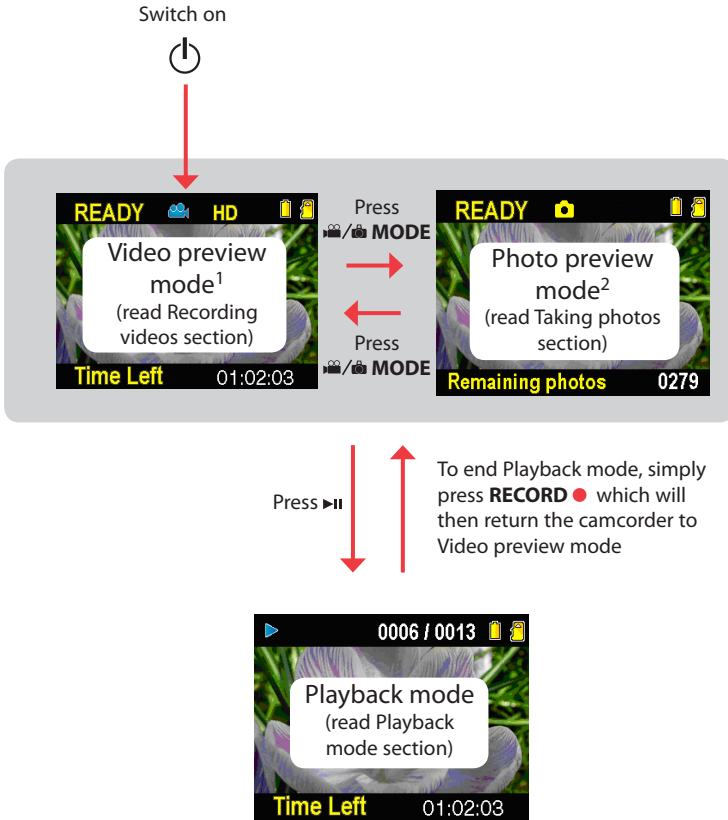 Switch on
READY HD
Video preview
mode1
(read Recording
videos section)
Time Left 01:02:03
Press
/ MODE
Press
/ MODE
READY
Photo preview
mode2
(read Taking photos
section)
Remaining photos 0279
Press
To end Playback mode, simply
press RECORD ● which will
then return the camcorder to
Video preview mode
0006 / 0013
Playback mode
(read Playback
mode section)
Time Left 01:02:03